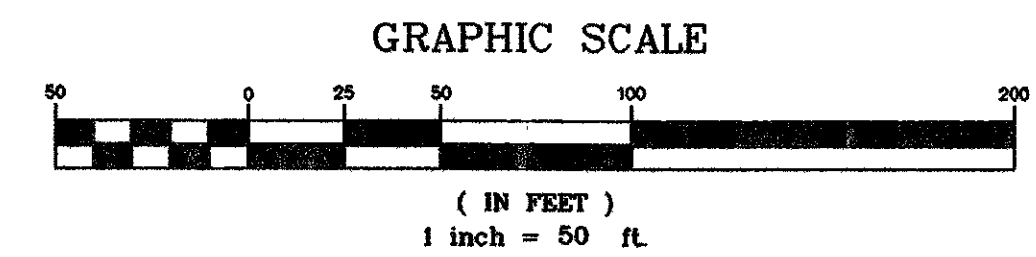 GRAPHIC SCALE
50 0 25 50 100 200
( IN FEET )
1 inch = 50 ft.